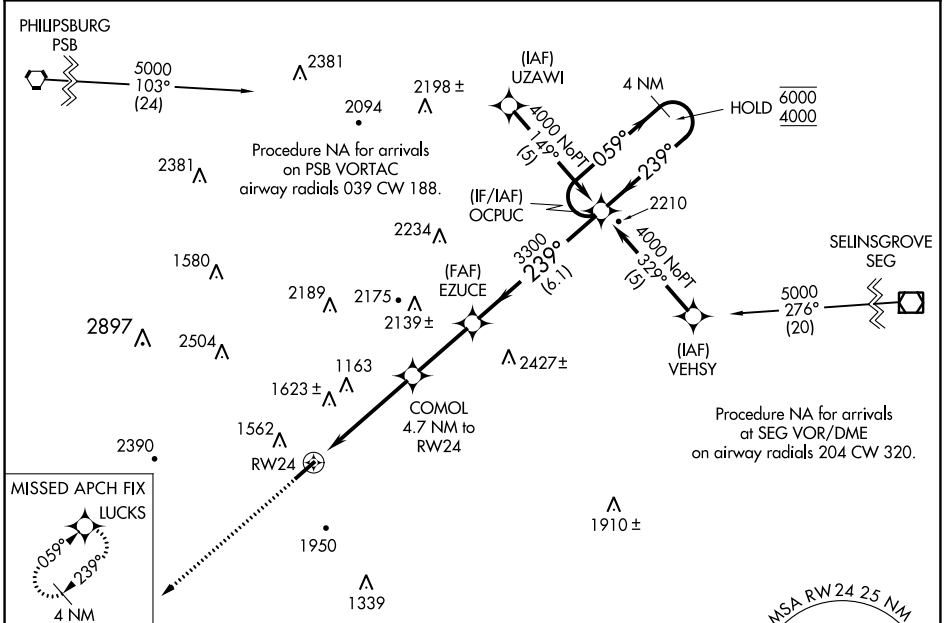 PHILIPSBURG
PSB
5000
103°
(24)
2381
2198 ±
2094
(IAF)
UZAWI
4 NM
HOLD 6000
4000
4000 NoPT
149°
(5)
059°
239°
Procedure NA for arrivals
on PSB VORTAC
airway radials 039 CW 188.
2381
(IF/IAF)
OCPUC
2210
2234
4000 NoPT
329°
(5)
SELINSGROVE
SEG
5000
276°
(20)
3300
239°
(6.1)
1580
(FAF)
EZUCE
2189
2175
2139 ±
2897
2504
(IAF)
VEHSY
2427 ±
1163
1623 ±
COMOL
4.7 NM to
RW24
Procedure NA for arrivals
at SEG VOR/DME
on airway radials 204 CW 320.
1562
RW24
2390
MISSED APCH FIX
LUCKS
059°
239°
4 NM
1910 ±
1950
1339
MSA RW24 25 NM